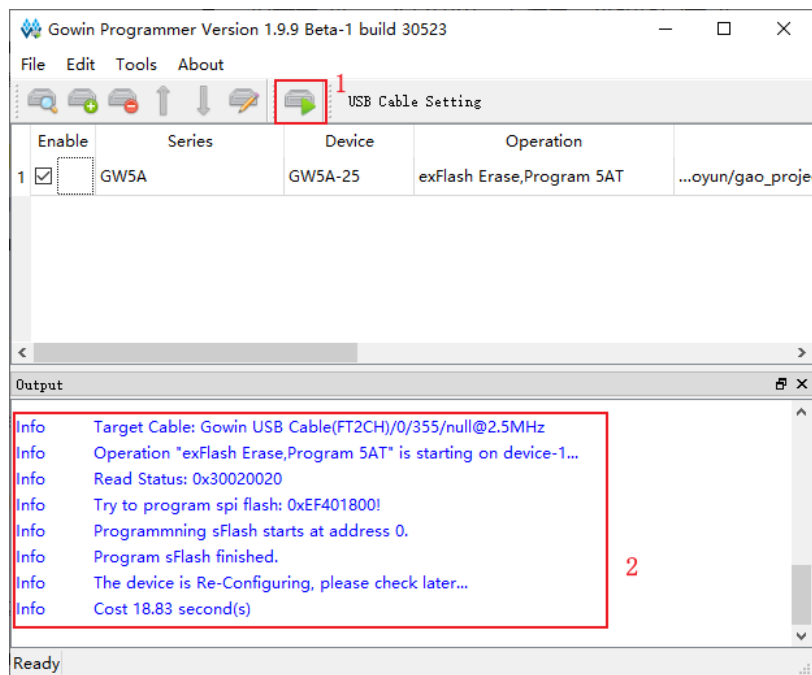 Gowin Programmer Version 1.9.9 Beta-1 build 30523
File Edit Tools About
1
USB Cable Setting
Enable Series Device Operation
1 GW5A GW5A-25 exFlash Erase,Program 5AT ...oyun/gao_proje
Output
Info Target Cable: Gowin USB Cable(FT2CH)/0/355/null@2.5MHz
Info Operation "exFlash Erase,Program 5AT" is starting on device-1...
Info Read Status: 0x30020020
Info Try to program spi flash: 0xEF401800!
Info Programmning sFlash starts at address 0.
Info Program sFlash finished.
Info The device is Re-Configuring, please check later...
Info Cost 18.83 second(s)
2
Ready